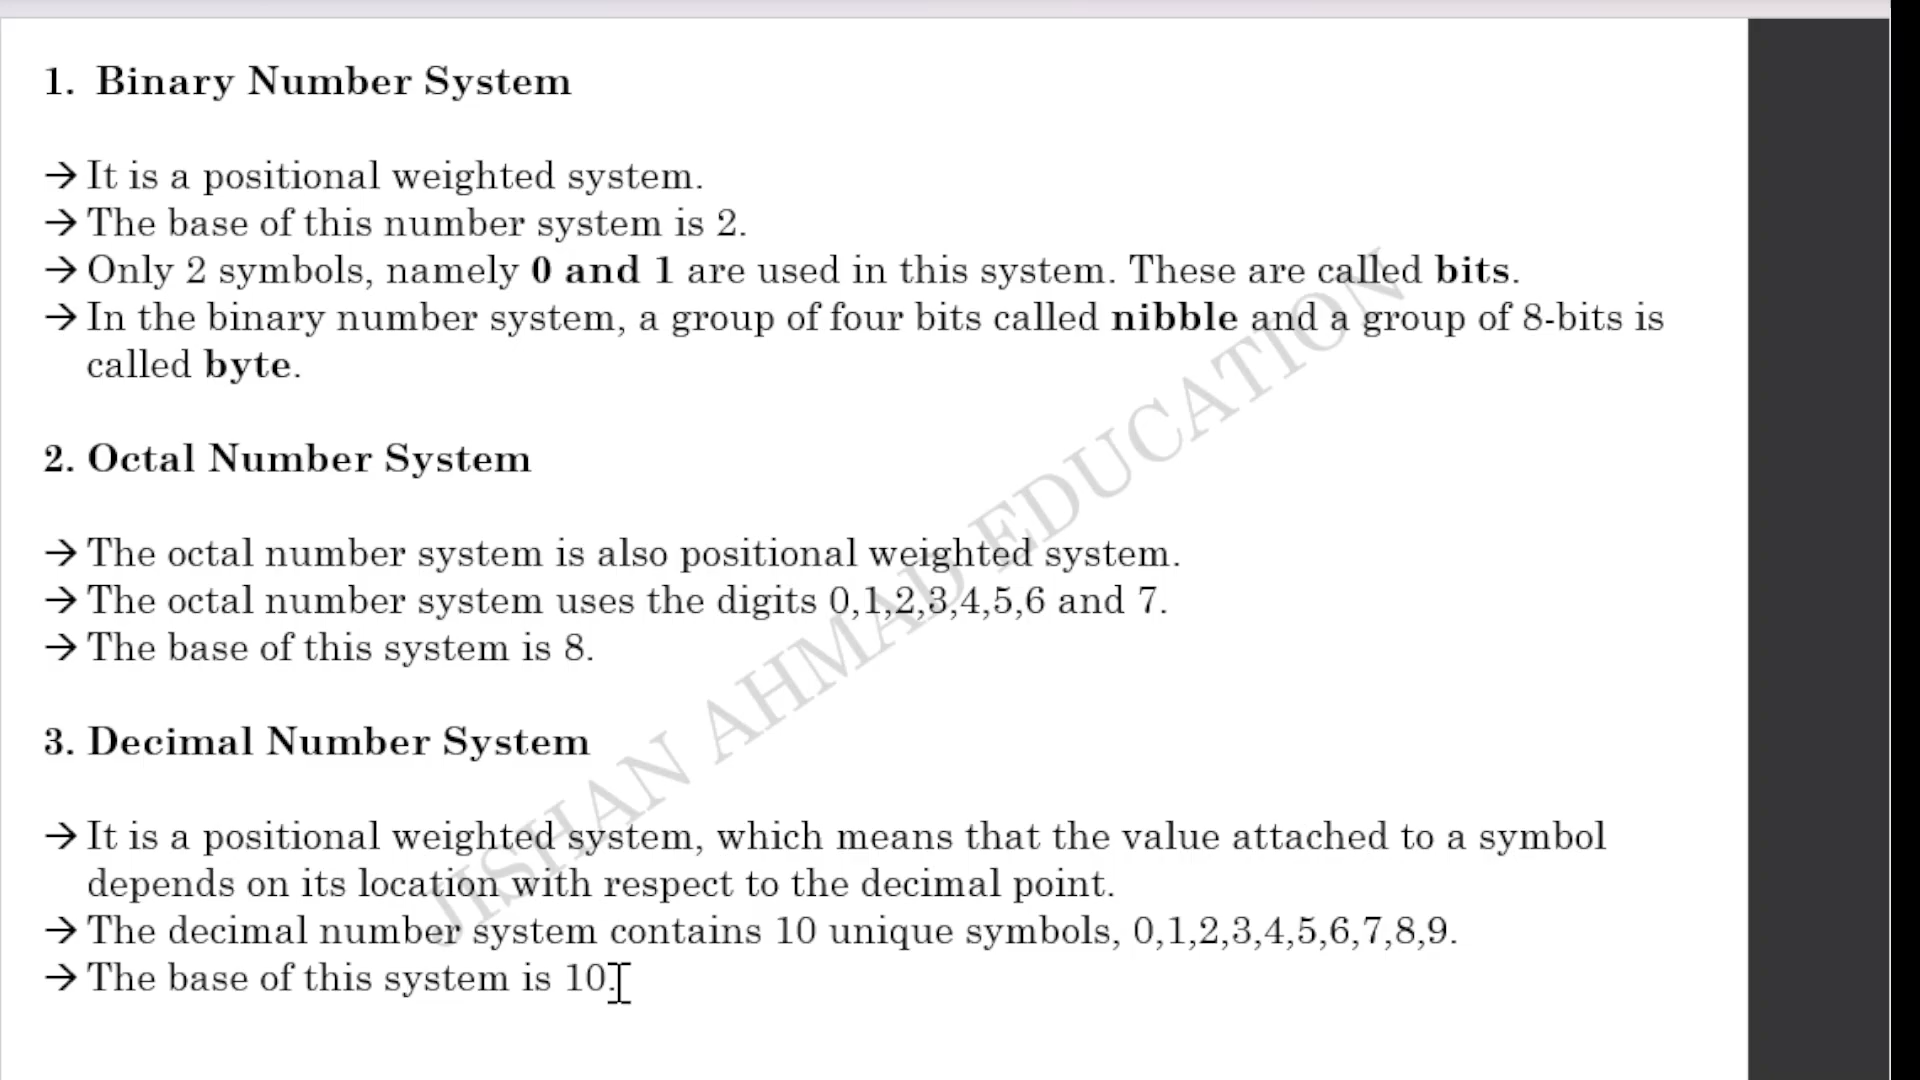 1. Binary Number System
→ It is a positional weighted system.
→ The base of this number system is 2.
→ Only 2 symbols, namely 0 and 1 are used in this system. These are called bits.
→ In the binary number system, a group of four bits called nibble and a group of 8-bits is
called byte.
2. Octal Number System
→ The octal number system is also positional weighted system.
→ The octal number system uses the digits 0,1,2,3,4,5,6 and 7.
→ The base of this system is 8.
3. Decimal Number System
→ It is a positional weighted system, which means that the value attached to a symbol
depends on its location with respect to the decimal point.
→ The decimal number system contains 10 unique symbols, 0,1,2,3,4,5,6,7,8,9.
→ The base of this system is 10.
JISHAN AHMAD EDUCATION